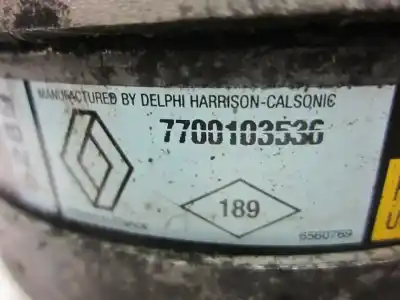 MANUFACTURED BY DELPHI HARRISON-CALSONIC
7700103536
189
6560769